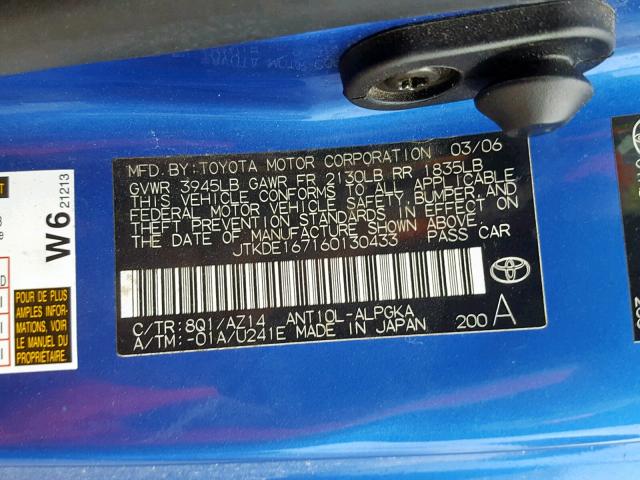 MFD. BY: TOYOTA MOTOR CORPORATION 03/06
GVWR 3945LB GAWR FR 2130LB RR 1835LB
THIS VEHICLE CONFORMS TO ALL APPLICABLE
FEDERAL MOTOR VEHICLE SAFETY, BUMPER, AND
THEFT PREVENTION STANDARDS IN EFFECT ON
THE DATE OF MANUFACTURE SHOWN ABOVE.
JTKDE167160130433 PASS CAR
C/TR: 8Q1/AZ14 ANT10L-ALPGKA
A/TM: -01A/U241E MADE IN JAPAN 200 A
W6 21213
POUR DE PLUS
AMPLES INFOR-
MATIONS, VOIR
LE MANUEL DU
PROPRIÉTAIRE.